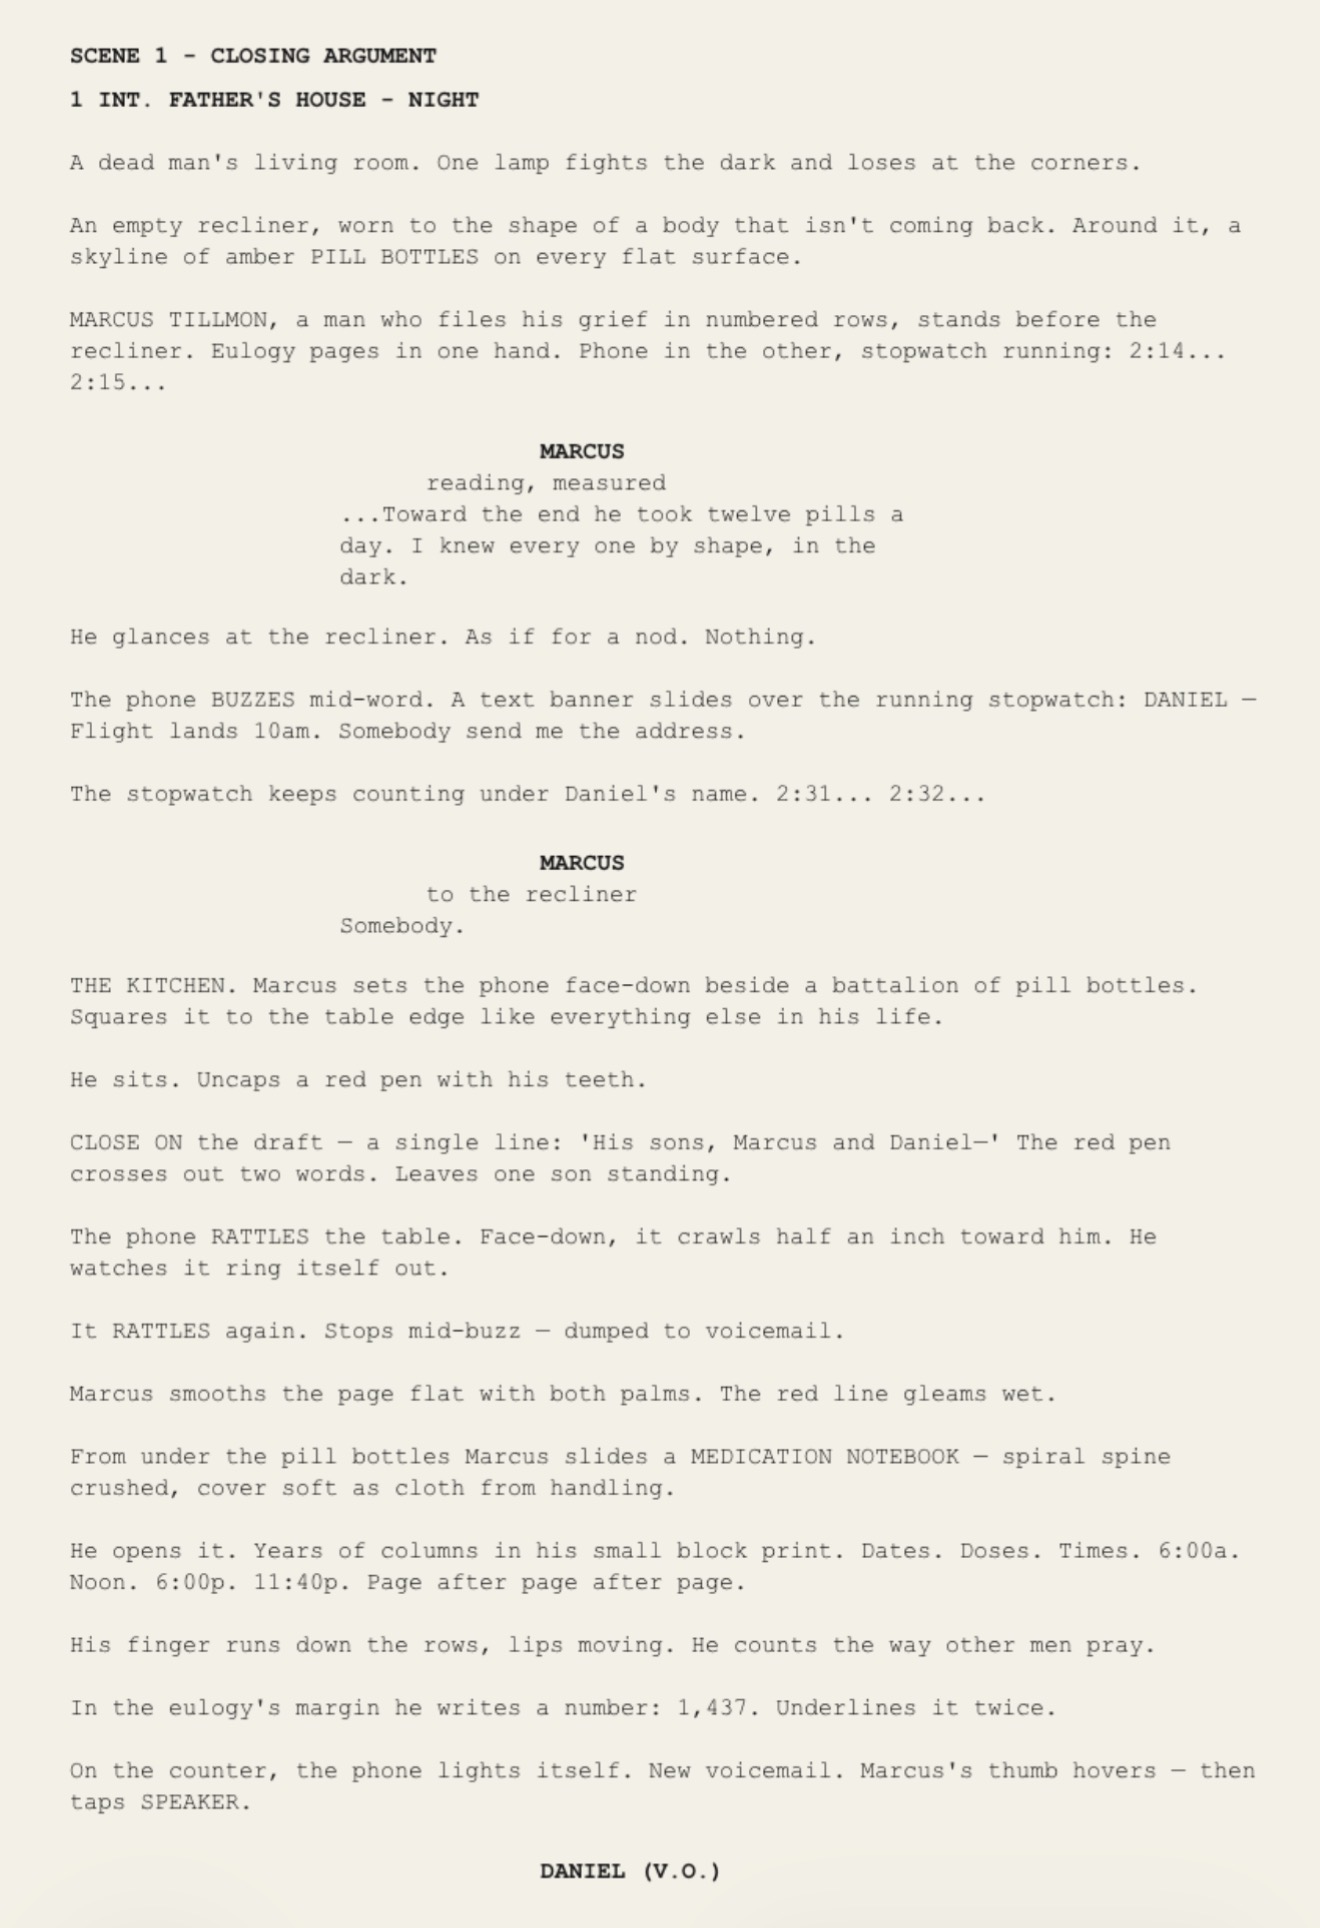 SCENE 1 - CLOSING ARGUMENT
1 INT. FATHER'S HOUSE - NIGHT
A dead man's living room. One lamp fights the dark and loses at the corners.
An empty recliner, worn to the shape of a body that isn't coming back. Around it, a
skyline of amber PILL BOTTLES on every flat surface.
MARCUS TILLMON, a man who files his grief in numbered rows, stands before the
recliner. Eulogy pages in one hand. Phone in the other, stopwatch running: 2:14...
2:15...
MARCUS
reading, measured
...Toward the end he took twelve pills a
day. I knew every one by shape, in the
dark.
He glances at the recliner. As if for a nod. Nothing.
The phone BUZZES mid-word. A text banner slides over the running stopwatch: DANIEL —
Flight lands 10am. Somebody send me the address.
The stopwatch keeps counting under Daniel's name. 2:31... 2:32...
MARCUS
to the recliner
Somebody.
THE KITCHEN. Marcus sets the phone face-down beside a battalion of pill bottles.
Squares it to the table edge like everything else in his life.
He sits. Uncaps a red pen with his teeth.
CLOSE ON the draft — a single line: 'His sons, Marcus and Daniel—' The red pen
crosses out two words. Leaves one son standing.
The phone RATTLES the table. Face-down, it crawls half an inch toward him. He
watches it ring itself out.
It RATTLES again. Stops mid-buzz — dumped to voicemail.
Marcus smooths the page flat with both palms. The red line gleams wet.
From under the pill bottles Marcus slides a MEDICATION NOTEBOOK — spiral spine
crushed, cover soft as cloth from handling.
He opens it. Years of columns in his small block print. Dates. Doses. Times. 6:00a.
Noon. 6:00p. 11:40p. Page after page after page.
His finger runs down the rows, lips moving. He counts the way other men pray.
In the eulogy's margin he writes a number: 1,437. Underlines it twice.
On the counter, the phone lights itself. New voicemail. Marcus's thumb hovers — then
taps SPEAKER.
DANIEL (V.O.)